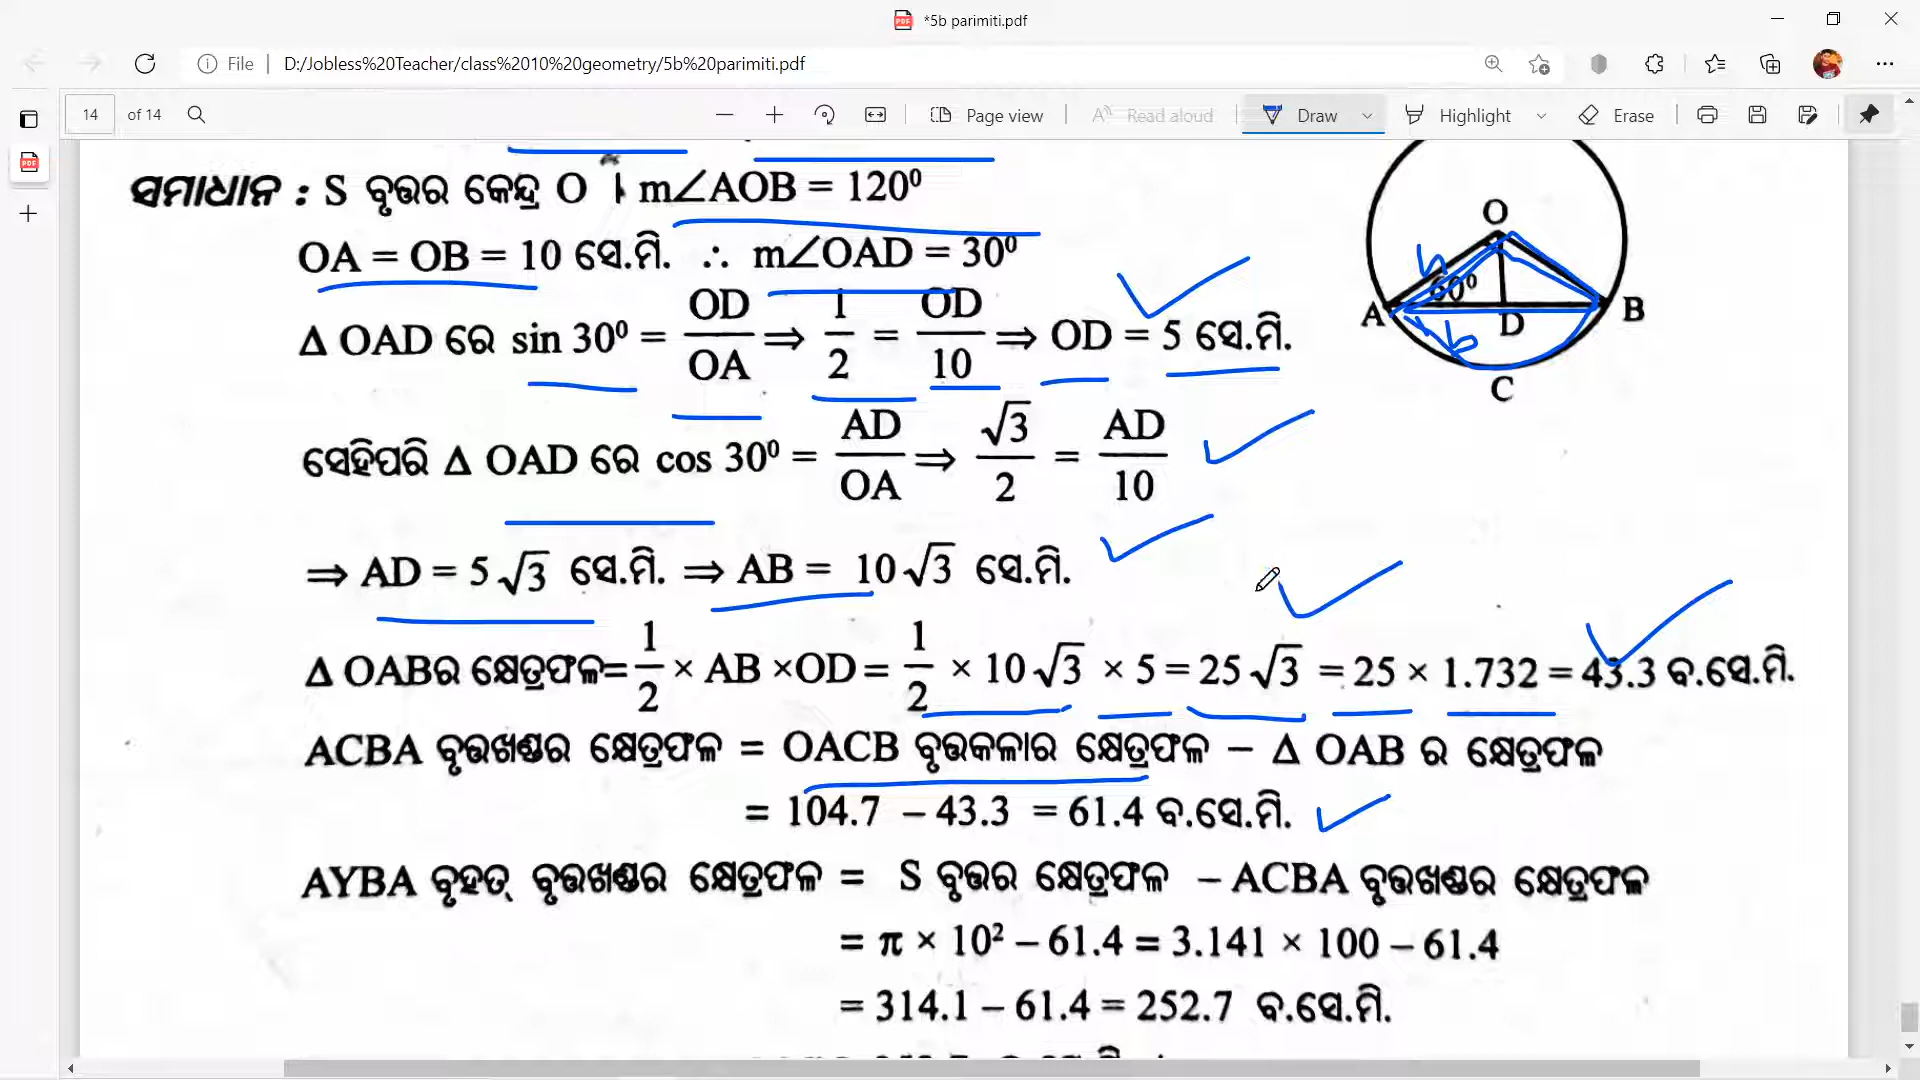 *5b parimiti.pdf
File | D:/Jobless%20Teacher/class%2010%20geometry/5b%20parimiti.pdf
14 of 14 Page view Read aloud Draw Highlight Erase
ସମାଧାନ : S ବୃତ୍ତର କେନ୍ଦ୍ର O । m∠AOB = 120⁰
OA = OB = 10 ସେ.ମି. ∴ m∠OAD = 30⁰
Δ OAD ରେ sin 30⁰ = OD/OA ⇒ 1/2 = OD/10 ⇒ OD = 5 ସେ.ମି.
ସେହିପରି Δ OAD ରେ cos 30⁰ = AD/OA ⇒ √3/2 = AD/10
⇒ AD = 5√3 ସେ.ମି. ⇒ AB = 10√3 ସେ.ମି.
Δ OABର କ୍ଷେତ୍ରଫଳ= 1/2 × AB ×OD = 1/2 × 10√3 × 5 = 25√3 = 25 × 1.732 = 43.3 ବ.ସେ.ମି.
ACBA ବୃତ୍ତଖଣ୍ଡର କ୍ଷେତ୍ରଫଳ = OACB ବୃତ୍ତକଳାର କ୍ଷେତ୍ରଫଳ – Δ OAB ର କ୍ଷେତ୍ରଫଳ
= 104.7 – 43.3 = 61.4 ବ.ସେ.ମି.
AYBA ବୃହତ୍ ବୃତ୍ତଖଣ୍ଡର କ୍ଷେତ୍ରଫଳ = S ବୃତ୍ତର କ୍ଷେତ୍ରଫଳ – ACBA ବୃତ୍ତଖଣ୍ଡର କ୍ଷେତ୍ରଫଳ
= π × 10² – 61.4 = 3.141 × 100 – 61.4
= 314.1 – 61.4 = 252.7 ବ.ସେ.ମି.
O
60⁰
A D B
C